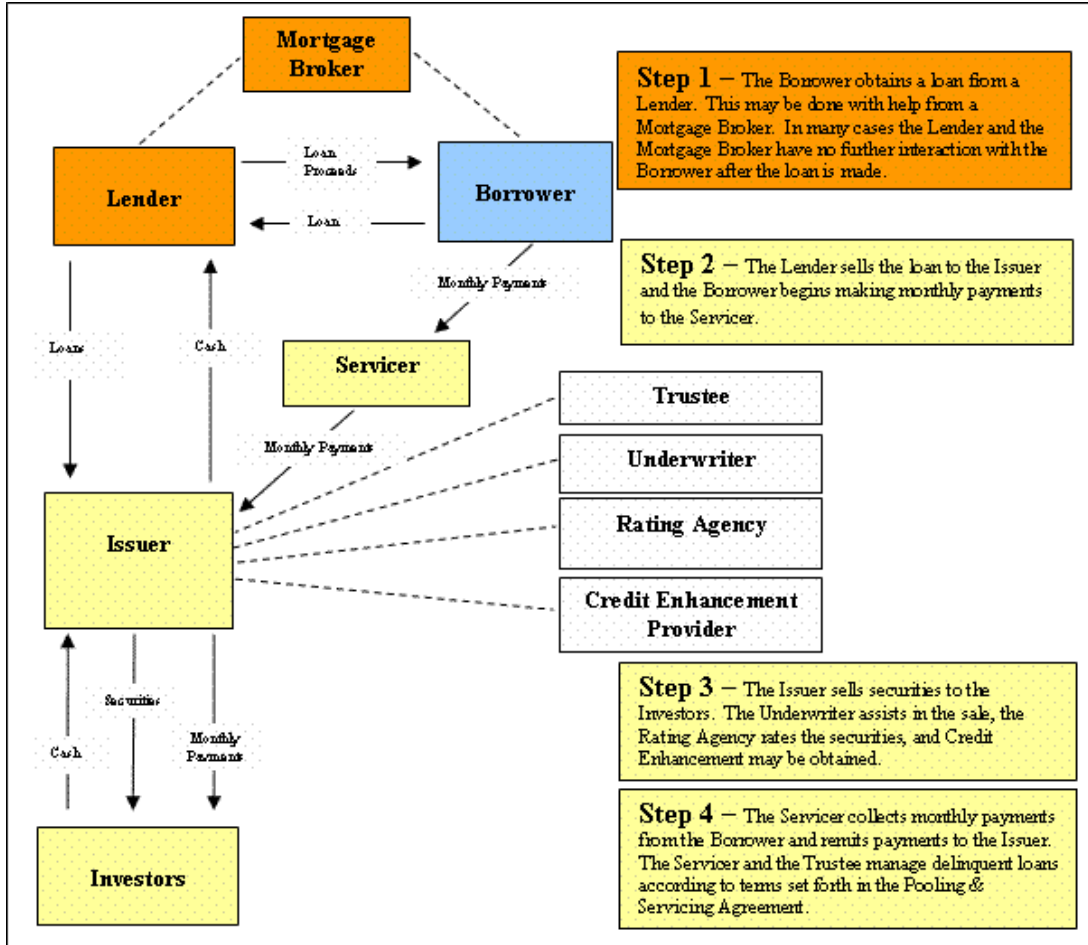 Mortgage
Broker
Step 1 – The Borrower obtains a loan from a
Lender. This may be done with help from a
Mortgage Broker. In many cases the Lender and the
Mortgage Broker have no further interaction with the
Borrower after the loan is made.
Loan
Proceeds
Lender
Borrower
Loan
Step 2 – The Lender sells the loan to the Issuer
and the Borrower begins making monthly payments
to the Servicer.
Monthly Payments
Loans
Cash
Servicer
Trustee
Monthly Payments
Underwriter
Rating Agency
Issuer
Credit Enhancement
Provider
Step 3 – The Issuer sells securities to the
Investors. The Underwriter assists in the sale, the
Rating Agency rates the securities, and Credit
Enhancement may be obtained.
Securities
Cash
Monthly
Payments
Step 4 – The Servicer collects monthly payments
from the Borrower and remits payments to the Issuer.
The Servicer and the Trustee manage delinquent loans
according to terms set forth in the Pooling &
Servicing Agreement.
Investors